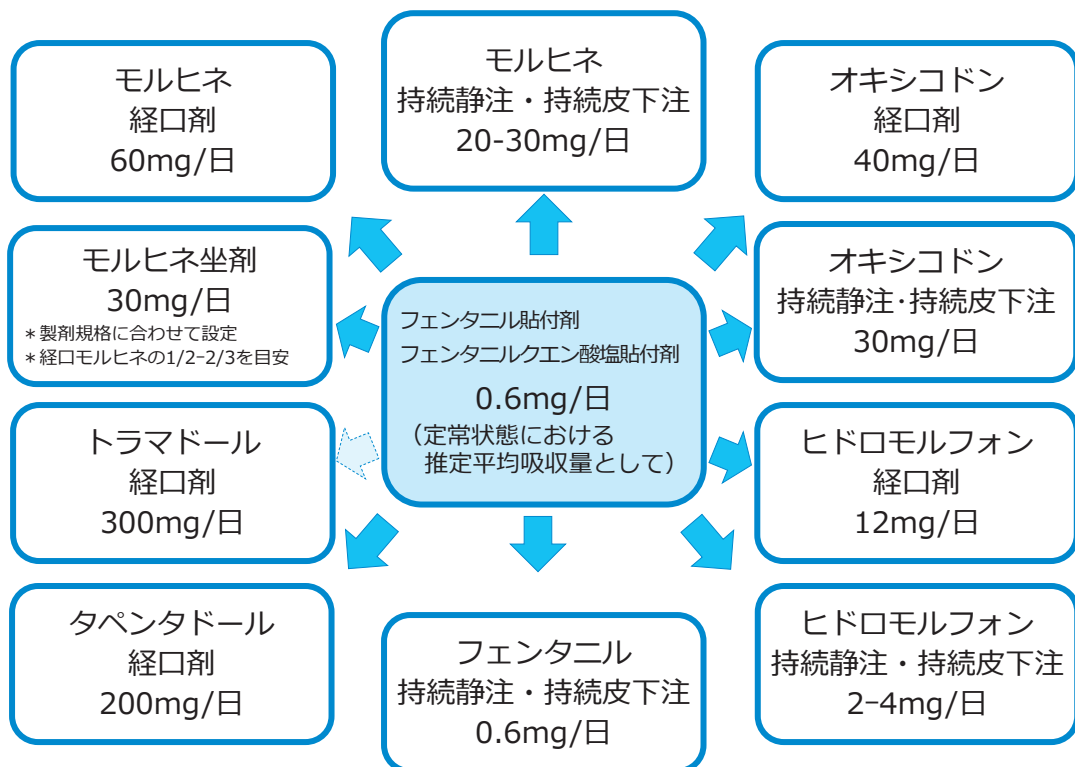 モルヒネ
経口剤
60mg/日
モルヒネ
持続静注・持続皮下注
20-30mg/日
オキシコドン
経口剤
40mg/日
モルヒネ坐剤
30mg/日
＊製剤規格に合わせて設定
＊経口モルヒネの1/2−2/3を目安
フェンタニル貼付剤
フェンタニルクエン酸塩貼付剤
0.6mg/日
（定常状態における
推定平均吸収量として）
オキシコドン
持続静注･持続皮下注
30mg/日
トラマドール
経口剤
300mg/日
ヒドロモルフォン
経口剤
12mg/日
タペンタドール
経口剤
200mg/日
フェンタニル
持続静注・持続皮下注
0.6mg/日
ヒドロモルフォン
持続静注・持続皮下注
2−4mg/日